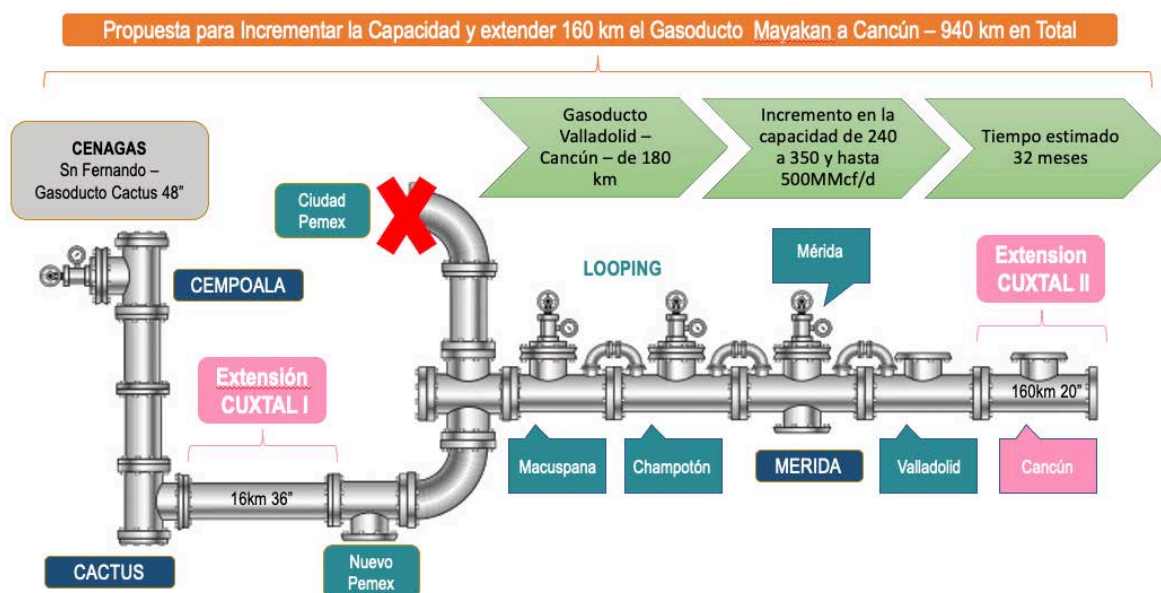 Propuesta para Incrementar la Capacidad y extender 160 km el Gasoducto Mayakan a Cancún – 940 km en Total
CENAGAS
Sn Fernando –
Gasoducto Cactus 48”
Gasoducto
Valladolid –
Cancún – de 180
km
Incremento en la
capacidad de 240
a 350 y hasta
500MMcf/d
Tiempo estimado
32 meses
Ciudad
Pemex
CEMPOALA
LOOPING
Mérida
Extension
CUXTAL II
Extensión
CUXTAL I
160km 20”
Macuspana
Champotón
MERIDA
Valladolid
Cancún
16km 36”
CACTUS
Nuevo
Pemex